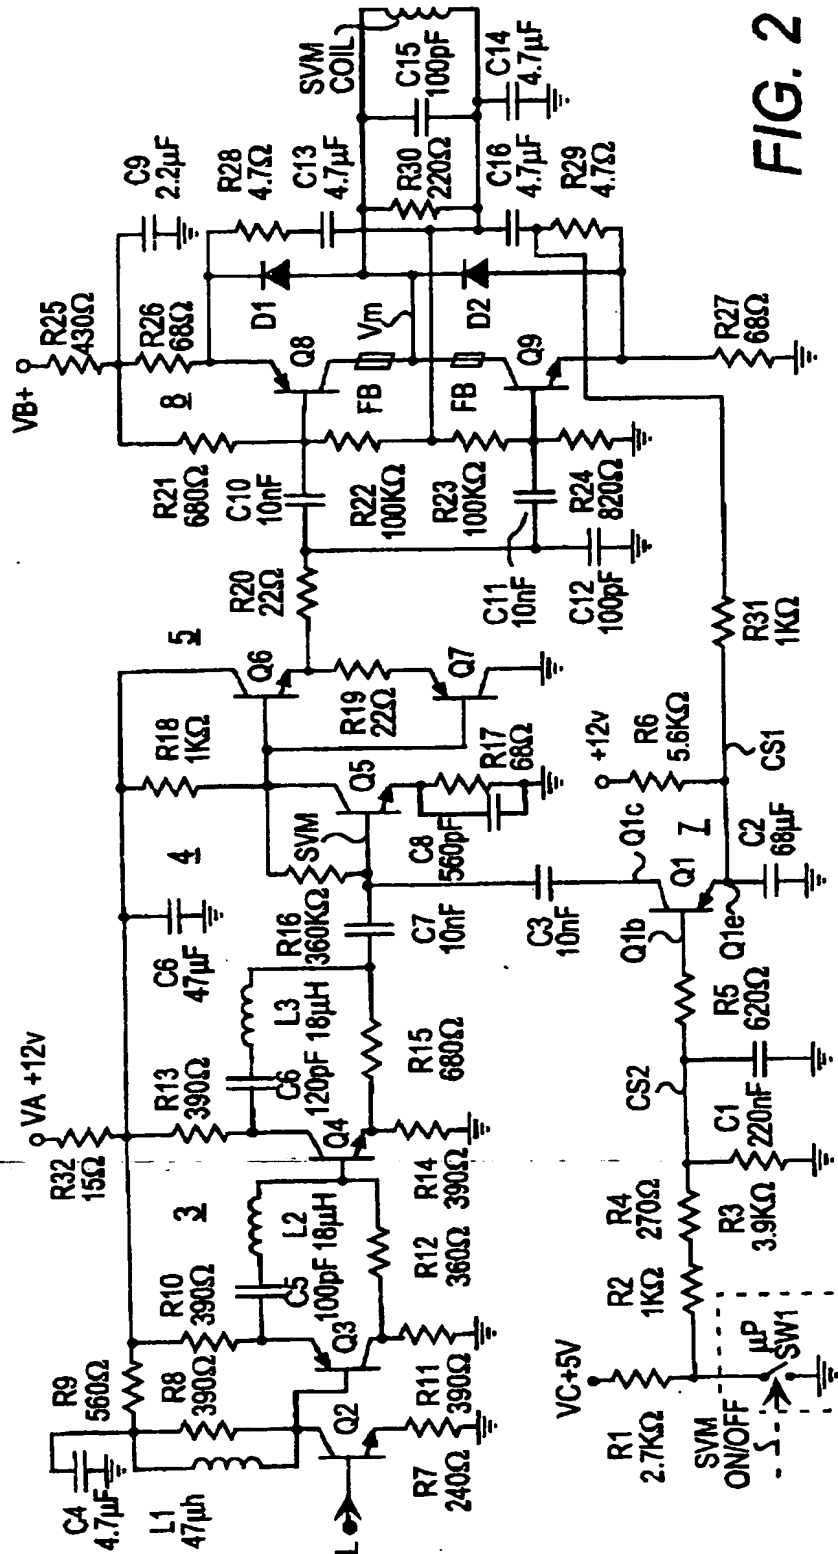 FIG. 2
VB+
R25
430Ω
C9
2.2µF
R26
68Ω
8
R21
680Ω
C10
10nF
Q8
D1
R28
4.7Ω
C13
4.7µF
SVM
COIL
C15
100pF
R30
220Ω
C14
4.7µF
C16
4.7µF
R29
4.7Ω
Vm
FB
FB
D2
Q9
R22
100KΩ
R23
100KΩ
C11
10nF
C12
100pF
R24
820Ω
R27
68Ω
R20
22Ω
5
Q6
R19
22Ω
Q7
R18
1KΩ
4
Q5
SVM
R17
68Ω
C8
560pF
R16
360KΩ
C7
10nF
C6
47µF
VA +12v
R32
15Ω
R13
390Ω
C6
120pF
L3
18µH
Q4
R15
680Ω
R14
390Ω
3
R10
390Ω
C5
100pF
L2
18µH
Q3
R12
360Ω
R11
390Ω
R9
560Ω
R8
390Ω
Q2
C4
4.7µF
L1
47µh
R7
240Ω
L
R31
1KΩ
+12v
R6
5.6KΩ
CS1
C3
10nF
Q1c
Q1
7
Q1b
Q1e
C2
68µF
R5
620Ω
CS2
C1
220nF
R4
270Ω
R3
3.9KΩ
R2
1KΩ
VC+5V
R1
2.7KΩ
µP
SW1
SVM
ON/OFF